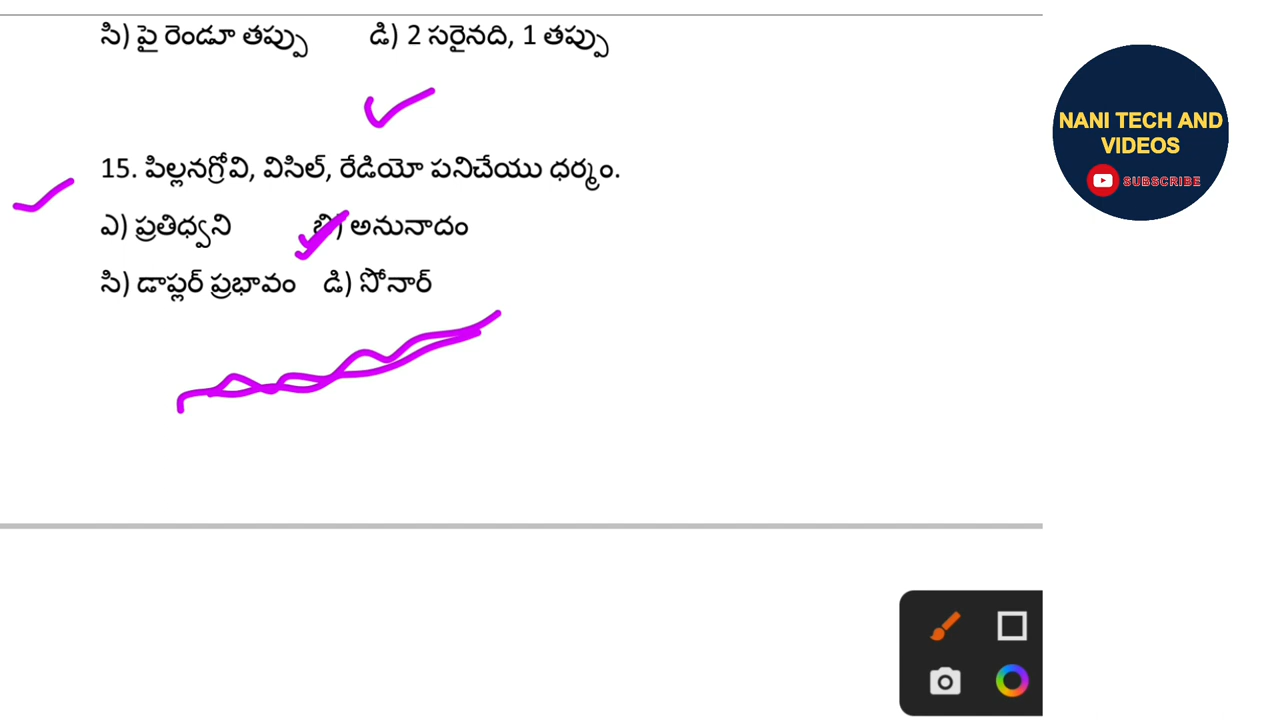 సి) పై రెండూ తప్పు డి) 2 సరైనది, 1 తప్పు
15. పిల్లనగ్రోవి, విసిల్, రేడియో పనిచేయు ధర్మం.
ఎ) ప్రతిధ్వని బి) అనునాదం
సి) డాప్లర్ ప్రభావం డి) సోనార్
NANI TECH AND
VIDEOS
SUBSCRIBE